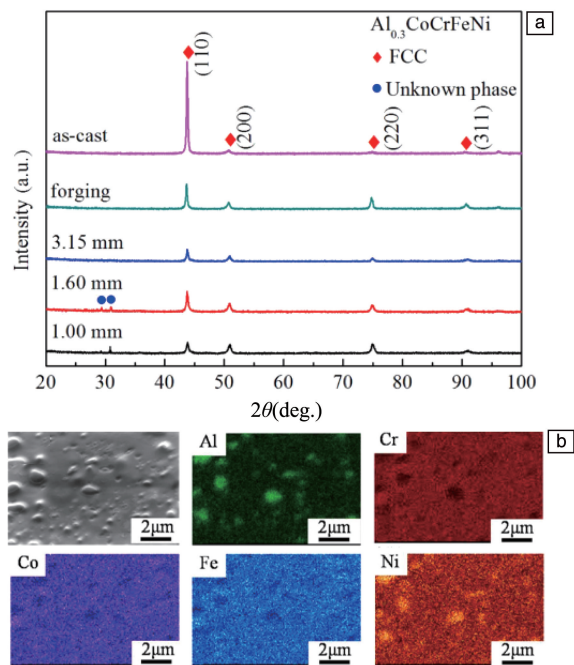 a
Al0.3CoCrFeNi
FCC
Unknown phase
(110)
(200)
(220)
(311)
as-cast
forging
3.15 mm
1.60 mm
1.00 mm
Intensity (a.u.)
20 30 40 50 60 70 80 90 100
2θ(deg.)
b
2μm
Al 2μm
Cr 2μm
Co 2μm
Fe 2μm
Ni 2μm